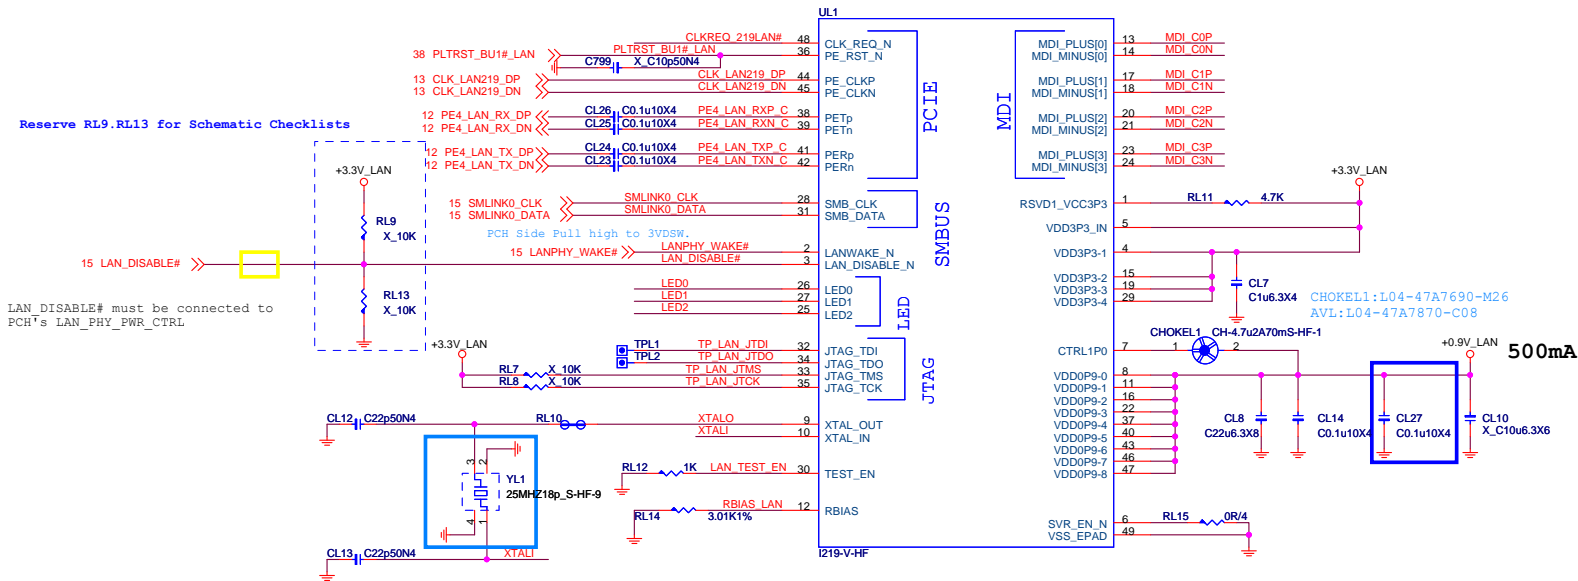 UL1
CLKREQ_219LAN# 48 CLK_REQ_N
38 PLTRST_BU1#_LAN PLTRST_BU1#_LAN 36 PE_RST_N
C799 X_C10p50N4
13 CLK_LAN219_DP CLK_LAN219_DP 44 PE_CLKP
13 CLK_LAN219_DN CLK_LAN219_DN 45 PE_CLKN
12 PE4_LAN_RX_DP CL26 C0.1u10X4 PE4_LAN_RXP_C 38 PETp
12 PE4_LAN_RX_DN CL25 C0.1u10X4 PE4_LAN_RXN_C 39 PETn
12 PE4_LAN_TX_DP CL24 C0.1u10X4 PE4_LAN_TXP_C 41 PERp
12 PE4_LAN_TX_DN CL23 C0.1u10X4 PE4_LAN_TXN_C 42 PERn
PCIE
15 SMLINK0_CLK SMLINK0_CLK 28 SMB_CLK
15 SMLINK0_DATA SMLINK0_DATA 31 SMB_DATA
SMBUS
PCH Side Pull high to 3VDSW.
15 LANPHY_WAKE# LANPHY_WAKE# 2 LANWAKE_N
15 LAN_DISABLE# LAN_DISABLE# 3 LAN_DISABLE_N
Reserve RL9.RL13 for Schematic Checklists
+3.3V_LAN
RL9
X_10K
RL13
X_10K
LAN_DISABLE# must be connected to
PCH's LAN_PHY_PWR_CTRL
LED0 26 LED0
LED1 27 LED1
LED2 25 LED2
LED
+3.3V_LAN
TPL1 TP_LAN_JTDI 32 JTAG_TDI
TPL2 TP_LAN_JTDO 34 JTAG_TDO
RL7 X_10K TP_LAN_JTMS 33 JTAG_TMS
RL8 X_10K TP_LAN_JTCK 35 JTAG_TCK
JTAG
CL12 C22p50N4 RL10 XTALO 9 XTAL_OUT
XTALI 10 XTAL_IN
3 2
YL1
25MHZ18p_S-HF-9
4 1
CL13 C22p50N4 XTALI
RL12 1K LAN_TEST_EN 30 TEST_EN
RL14 3.01K1% RBIAS_LAN 12 RBIAS
I219-V-HF
MDI
MDI_PLUS[0] 13 MDI_C0P
MDI_MINUS[0] 14 MDI_C0N
MDI_PLUS[1] 17 MDI_C1P
MDI_MINUS[1] 18 MDI_C1N
MDI_PLUS[2] 20 MDI_C2P
MDI_MINUS[2] 21 MDI_C2N
MDI_PLUS[3] 23 MDI_C3P
MDI_MINUS[3] 24 MDI_C3N
+3.3V_LAN
RSVD1_VCC3P3 1 RL11 4.7K
VDD3P3_IN 5
VDD3P3-1 4
VDD3P3-2 15
VDD3P3-3 19
VDD3P3-4 29
CL7
C1u6.3X4
CHOKEL1:L04-47A7690-M26
AVL:L04-47A7870-C08
CHOKEL1 CH-4.7u2A70mS-HF-1
CTRL1P0 7 1 2
+0.9V_LAN 500mA
VDD0P9-0 8
VDD0P9-1 11
VDD0P9-2 16
VDD0P9-3 22
VDD0P9-4 37
VDD0P9-5 40
VDD0P9-6 43
VDD0P9-7 46
VDD0P9-8 47
CL8
C22u6.3X8
CL14
C0.1u10X4
CL27
C0.1u10X4
CL10
X_C10u6.3X6
SVR_EN_N 6 RL15 0R/4
VSS_EPAD 49